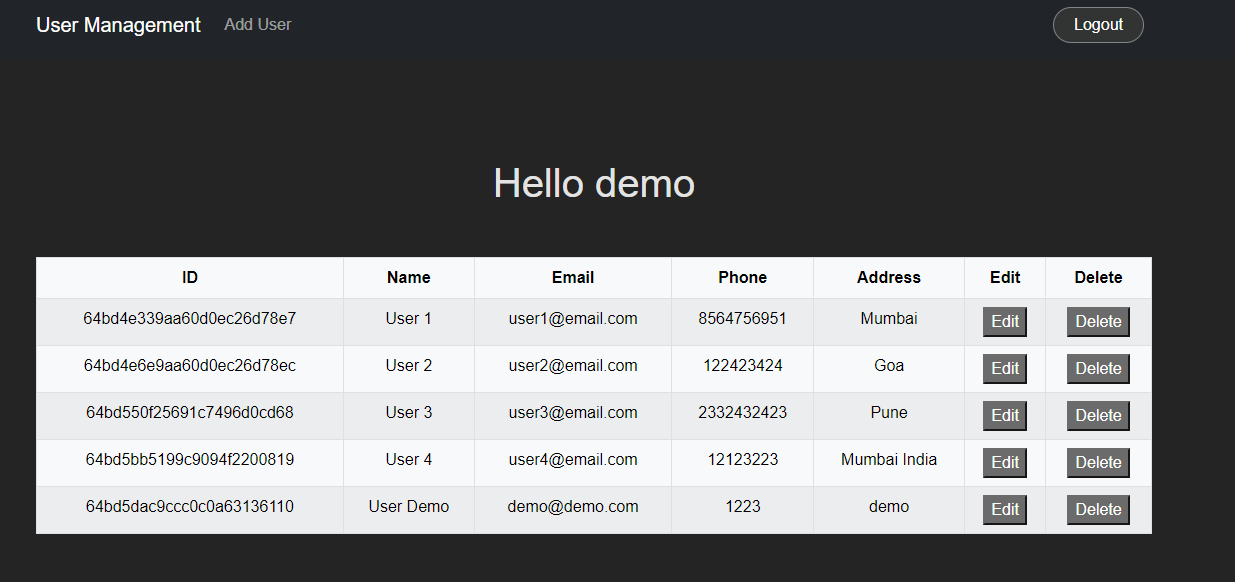 User Management Add User Logout
Hello demo
ID Name Email Phone Address Edit Delete
64bd4e339aa60d0ec26d78e7 User 1 user1@email.com 8564756951 Mumbai Edit Delete
64bd4e6e9aa60d0ec26d78ec User 2 user2@email.com 122423424 Goa Edit Delete
64bd550f25691c7496d0cd68 User 3 user3@email.com 2332432423 Pune Edit Delete
64bd5bb5199c9094f2200819 User 4 user4@email.com 12123223 Mumbai India Edit Delete
64bd5dac9ccc0c0a63136110 User Demo demo@demo.com 1223 demo Edit Delete